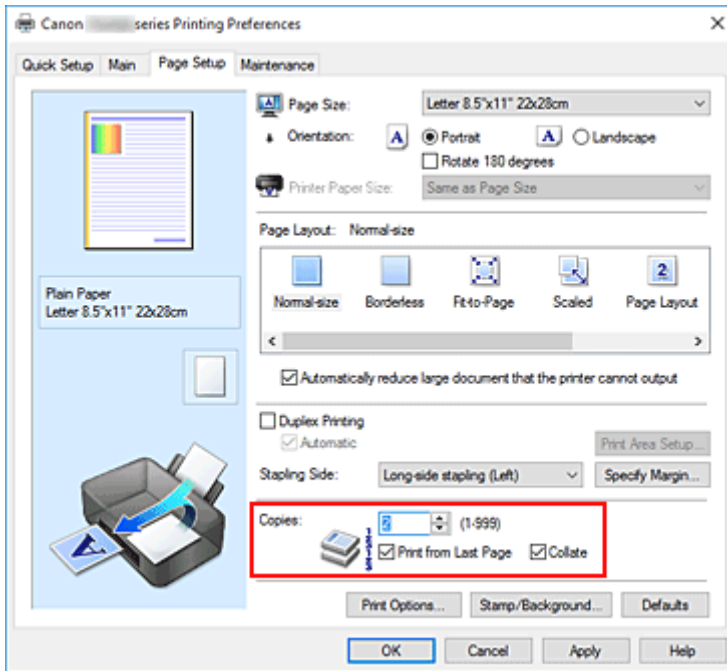 Canon series Printing Preferences
Quick Setup Main Page Setup Maintenance
Page Size: Letter 8.5"x11" 22x28cm
Orientation: A Portrait A Landscape
Rotate 180 degrees
Printer Paper Size: Same as Page Size
Page Layout: Normal-size
2
Normal-size Borderless Fit-to-Page Scaled Page Layout
Plain Paper
Letter 8.5"x11" 22x28cm
Automatically reduce large document that the printer cannot output
Duplex Printing
Automatic
Print Area Setup...
Stapling Side: Long-side stapling (Left) Specify Margin...
Copies: 2 (1-999)
Print from Last Page Collate
A
Print Options... Stamp/Background... Defaults
OK Cancel Apply Help